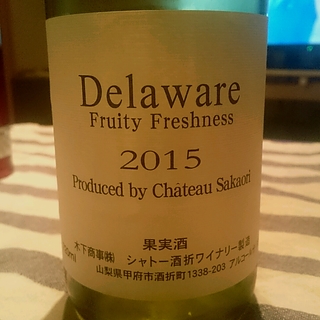 Delaware
Fruity Freshness
2015
Produced by Château Sakaori
果実酒
木下商事㈱ シャトー酒折ワイナリー製造
山梨県甲府市酒折町1338-203 アルコール